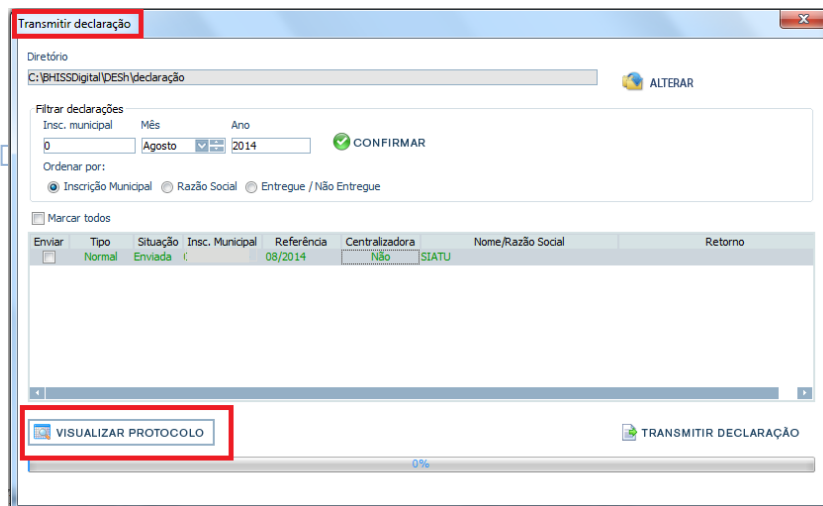 Transmitir declaração
x
Diretório
C:\BHISSDigital\DESh\declaração
ALTERAR
Filtrar declarações
Insc. municipal Mês Ano
0 Agosto 2014 CONFIRMAR
Ordenar por:
Inscrição Municipal Razão Social Entregue / Não Entregue
Marcar todos
Enviar Tipo Situação Insc. Municipal Referência Centralizadora Nome/Razão Social Retorno
Normal Enviada 08/2014 Não SIATU
VISUALIZAR PROTOCOLO TRANSMITIR DECLARAÇÃO
0%